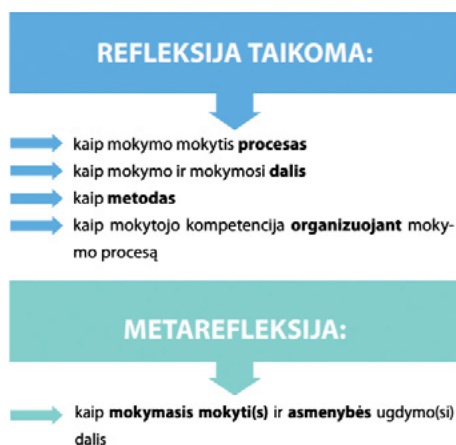 REFLEKSIJA TAIKOMA:
kaip mokymo mokytis procesas
kaip mokymo ir mokymosi dalis
kaip metodas
kaip mokytojo kompetencija organizuojant moky-
mo procesą
METAREFLEKSIJA:
kaip mokymasis mokyti(s) ir asmenybės ugdymo(si)
dalis